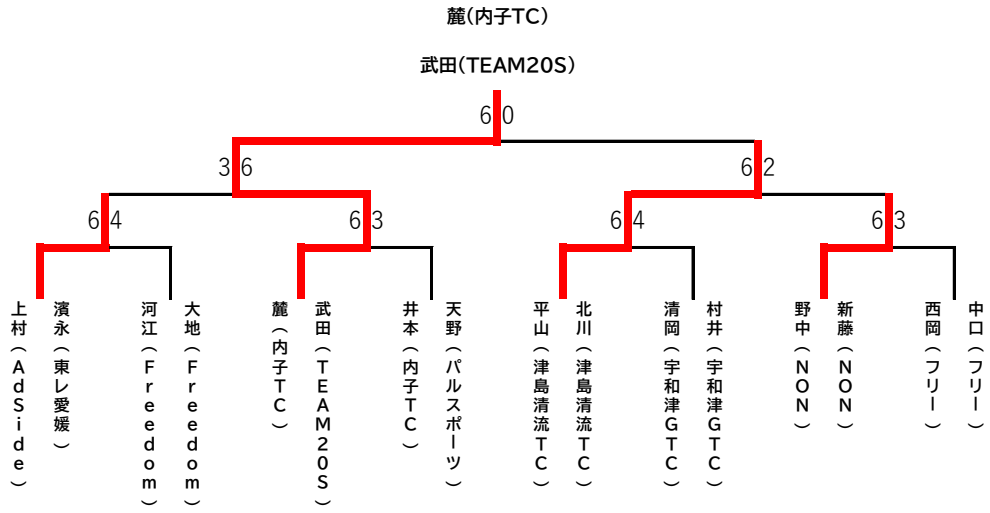 麓(内子TC)
武田(TEAM20S)
6 0
3 6
6 2
6 4
6 3
6 4
6 3
上村(AdSide)
濱永(東レ愛媛)
河江(Freedom)
大地(Freedom)
麓(内子TC)
武田(TEAM20S)
井本(内子TC)
天野(パルスポーツ)
平山(津島清流TC)
北川(津島清流TC)
清岡(宇和津GTC)
村井(宇和津GTC)
野中(NON)
新藤(NON)
西岡(フリー)
中口(フリー)